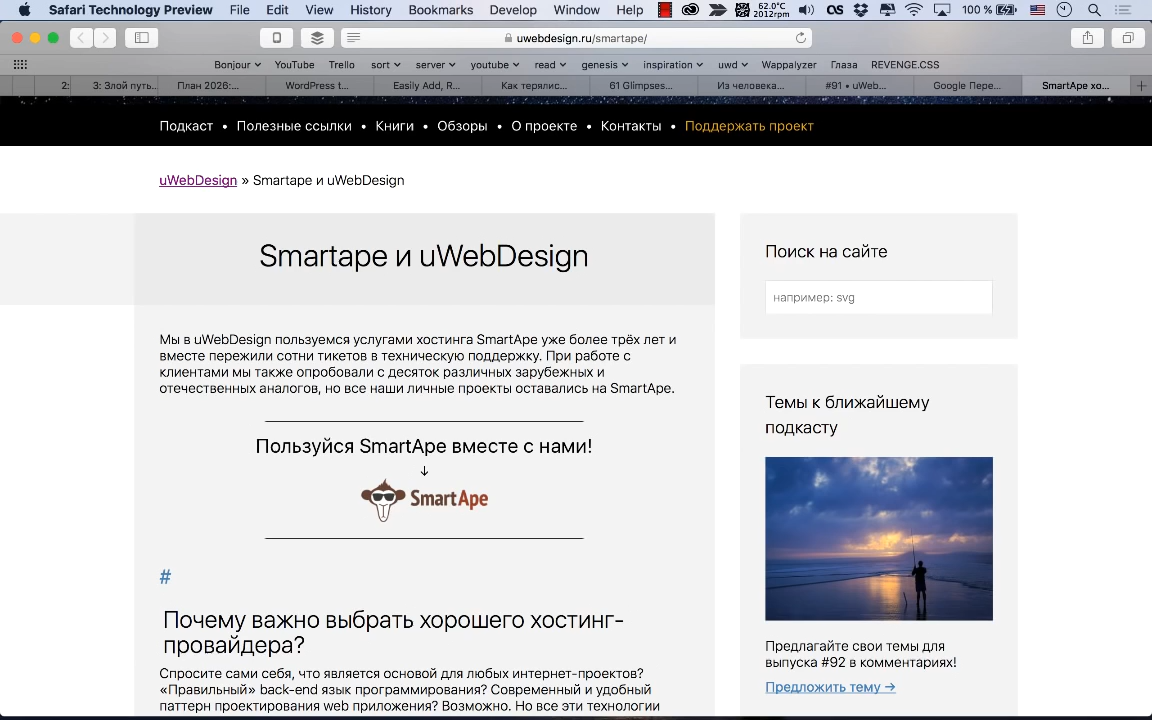 Safari Technology Preview File Edit View History Bookmarks Develop Window Help 62.0°C 2012rpm 100 %
uwebdesign.ru/smartape/
Bonjour YouTube Trello sort server youtube read genesis inspiration uwd Wappalyzer Глаза REVENGE.CSS
2: 3: Злой путь... План 2026:... WordPress t... Easily Add, R... Как терялис... 61 Glimpses... Из человека... #91 • uWeb... Google Пере... SmartApe хо...
Подкаст • Полезные ссылки • Книги • Обзоры • О проекте • Контакты • Поддержать проект
uWebDesign » Smartape и uWebDesign
Smartape и uWebDesign
Мы в uWebDesign пользуемся услугами хостинга SmartApe уже более трёх лет и
вместе пережили сотни тикетов в техническую поддержку. При работе с
клиентами мы также опробовали с десяток различных зарубежных и
отечественных аналогов, но все наши личные проекты оставались на SmartApe.
Пользуйся SmartApe вместе с нами!
↓
SmartApe
#
Почему важно выбрать хорошего хостинг-
провайдера?
Спросите сами себя, что является основой для любых интернет-проектов?
«Правильный» back-end язык программирования? Современный и удобный
паттерн проектирования web приложения? Возможно. Но все эти технологии
Поиск на сайте
например: svg
Темы к ближайшему
подкасту
Предлагайте свои темы для
выпуска #92 в комментариях!
Предложить тему →